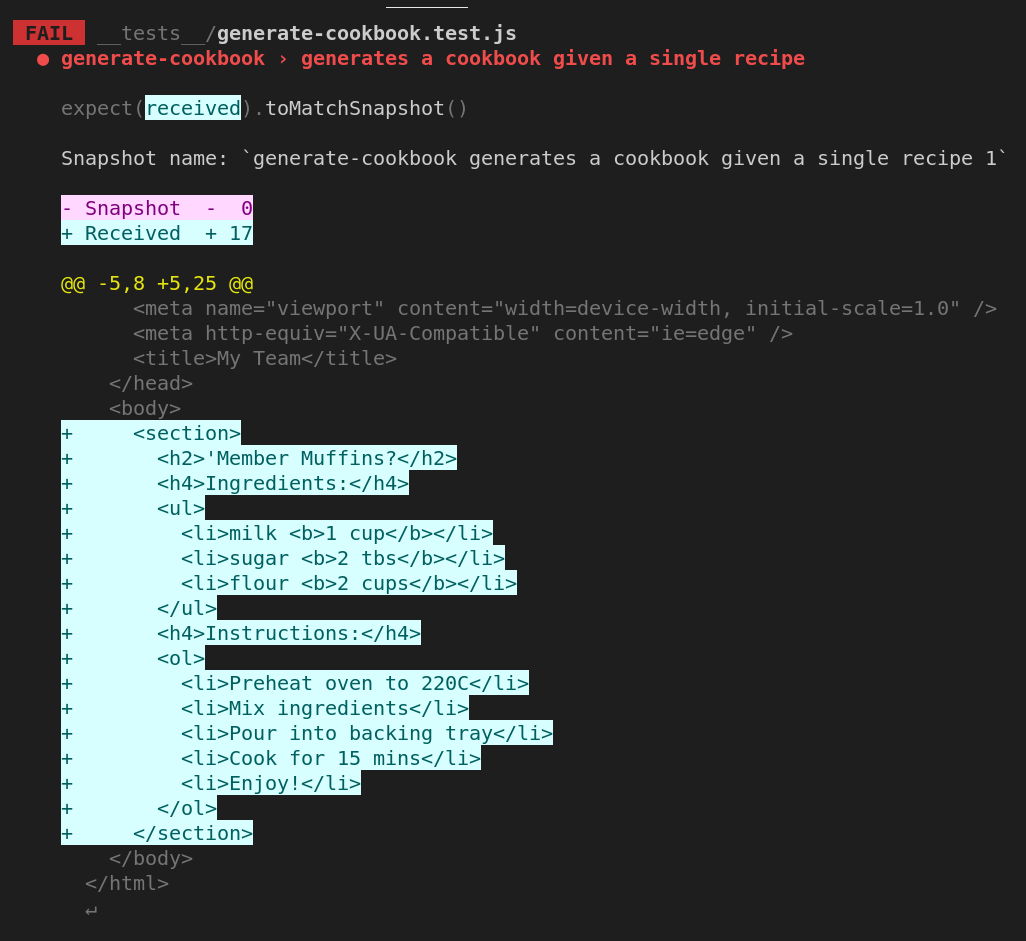 FAIL __tests__/generate-cookbook.test.js
● generate-cookbook › generates a cookbook given a single recipe
expect(received).toMatchSnapshot()
Snapshot name: `generate-cookbook generates a cookbook given a single recipe 1`
- Snapshot  -  0
+ Received  + 17
@@ -5,8 +5,25 @@
      <meta name="viewport" content="width=device-width, initial-scale=1.0" />
      <meta http-equiv="X-UA-Compatible" content="ie=edge" />
      <title>My Team</title>
    </head>
    <body>
+     <section>
+       <h2>'Member Muffins?</h2>
+       <h4>Ingredients:</h4>
+       <ul>
+         <li>milk <b>1 cup</b></li>
+         <li>sugar <b>2 tbs</b></li>
+         <li>flour <b>2 cups</b></li>
+       </ul>
+       <h4>Instructions:</h4>
+       <ol>
+         <li>Preheat oven to 220C</li>
+         <li>Mix ingredients</li>
+         <li>Pour into backing tray</li>
+         <li>Cook for 15 mins</li>
+         <li>Enjoy!</li>
+       </ol>
+     </section>
    </body>
  </html>
  ↵